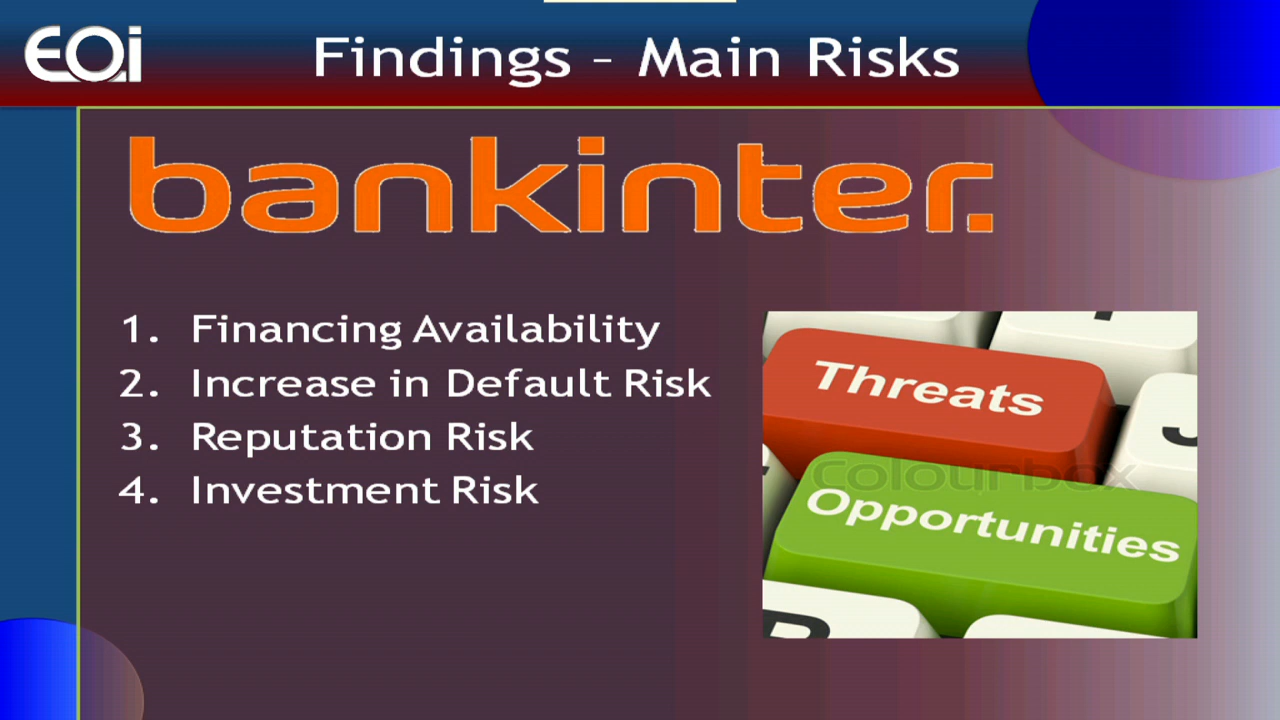 EOi
Findings – Main Risks
bankinter.
1. Financing Availability
2. Increase in Default Risk
3. Reputation Risk
4. Investment Risk
Threats
Colourbox
Opportunities
J
R